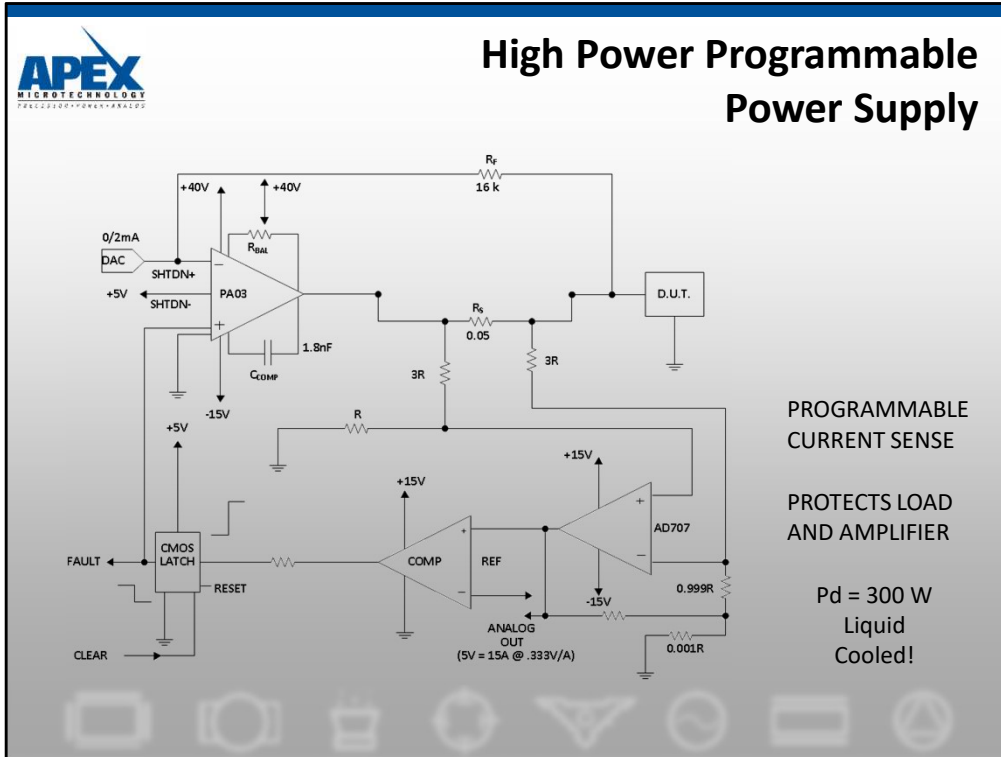 APEX
MICROTECHNOLOGY
PRECISION•POWER•ANALOG
High Power Programmable
Power Supply
RF
16 k
+40V
+40V
0/2mA
DAC
RBAL
SHTDN+
+5V
SHTDN-
PA03
D.U.T.
RS
0.05
1.8nF
CCOMP
3R
3R
-15V
+5V
R
PROGRAMMABLE
CURRENT SENSE
+15V
+15V
PROTECTS LOAD
AND AMPLIFIER
+
AD707
-
+
COMP
REF
-
CMOS
LATCH
FAULT
RESET
0.999R
-15V
Pd = 300 W
Liquid
Cooled!
ANALOG
OUT
(5V = 15A @ .333V/A)
0.001R
CLEAR